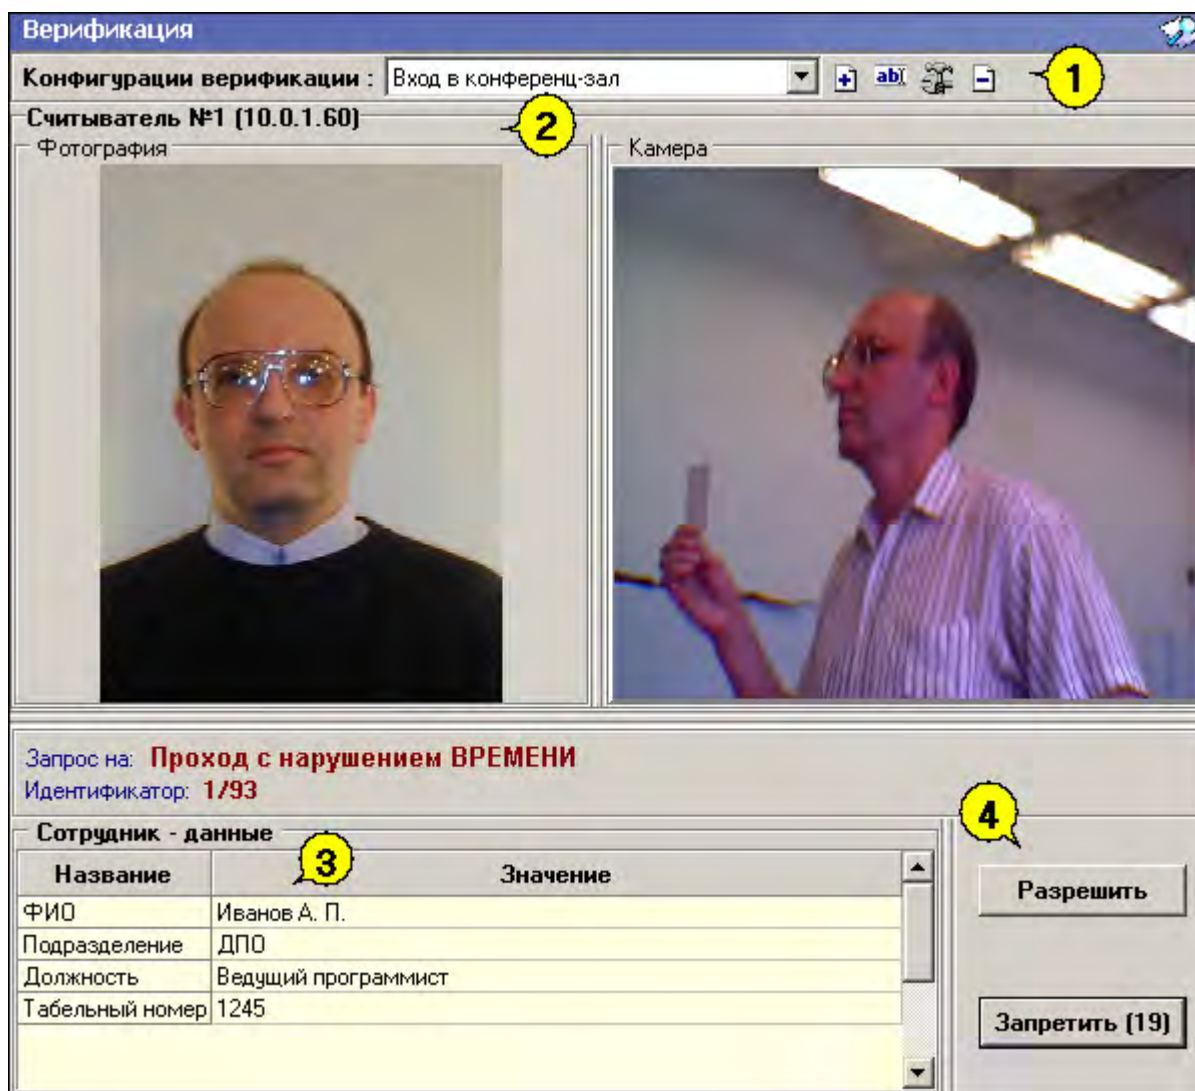 Верификация
Конфигурации верификации : Вход в конференц-зал ab 1
Считыватель №1 (10.0.1.60) 2
Фотография Камера
Запрос на: Проход с нарушением ВРЕМЕНИ
Идентификатор: 1/93
4
Сотрудник - данные
Название 3 Значение
ФИО Иванов А. П.
Подразделение ДПО
Должность Ведущий программист
Табельный номер 1245
Разрешить
Запретить (19)